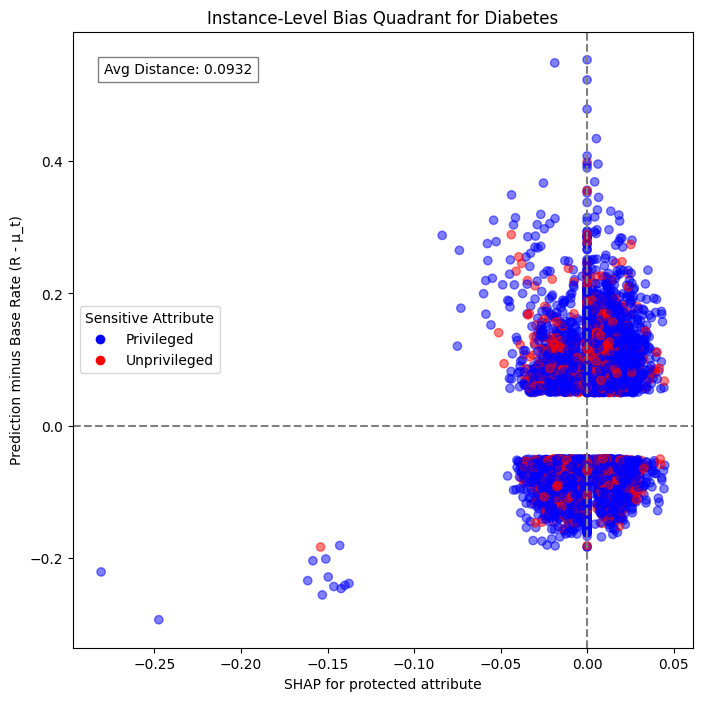 Instance-Level Bias Quadrant for Diabetes
Avg Distance: 0.0932
Prediction minus Base Rate (R - μ_t)
0.4
0.2
0.0
−0.2
Sensitive Attribute
Privileged
Unprivileged
−0.25
−0.20
−0.15
−0.10
−0.05
0.00
0.05
SHAP for protected attribute